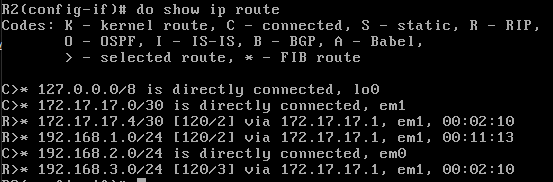 R2(config-if)# do show ip route
Codes: K - kernel route, C - connected, S - static, R - RIP,
O - OSPF, I - IS-IS, B - BGP, A - Babel,
> - selected route, * - FIB route
C>* 127.0.0.0/8 is directly connected, lo0
C>* 172.17.17.0/30 is directly connected, em1
R>* 172.17.17.4/30 [120/2] via 172.17.17.1, em1, 00:02:10
R>* 192.168.1.0/24 [120/2] via 172.17.17.1, em1, 00:11:13
C>* 192.168.2.0/24 is directly connected, em0
R>* 192.168.3.0/24 [120/3] via 172.17.17.1, em1, 00:02:10